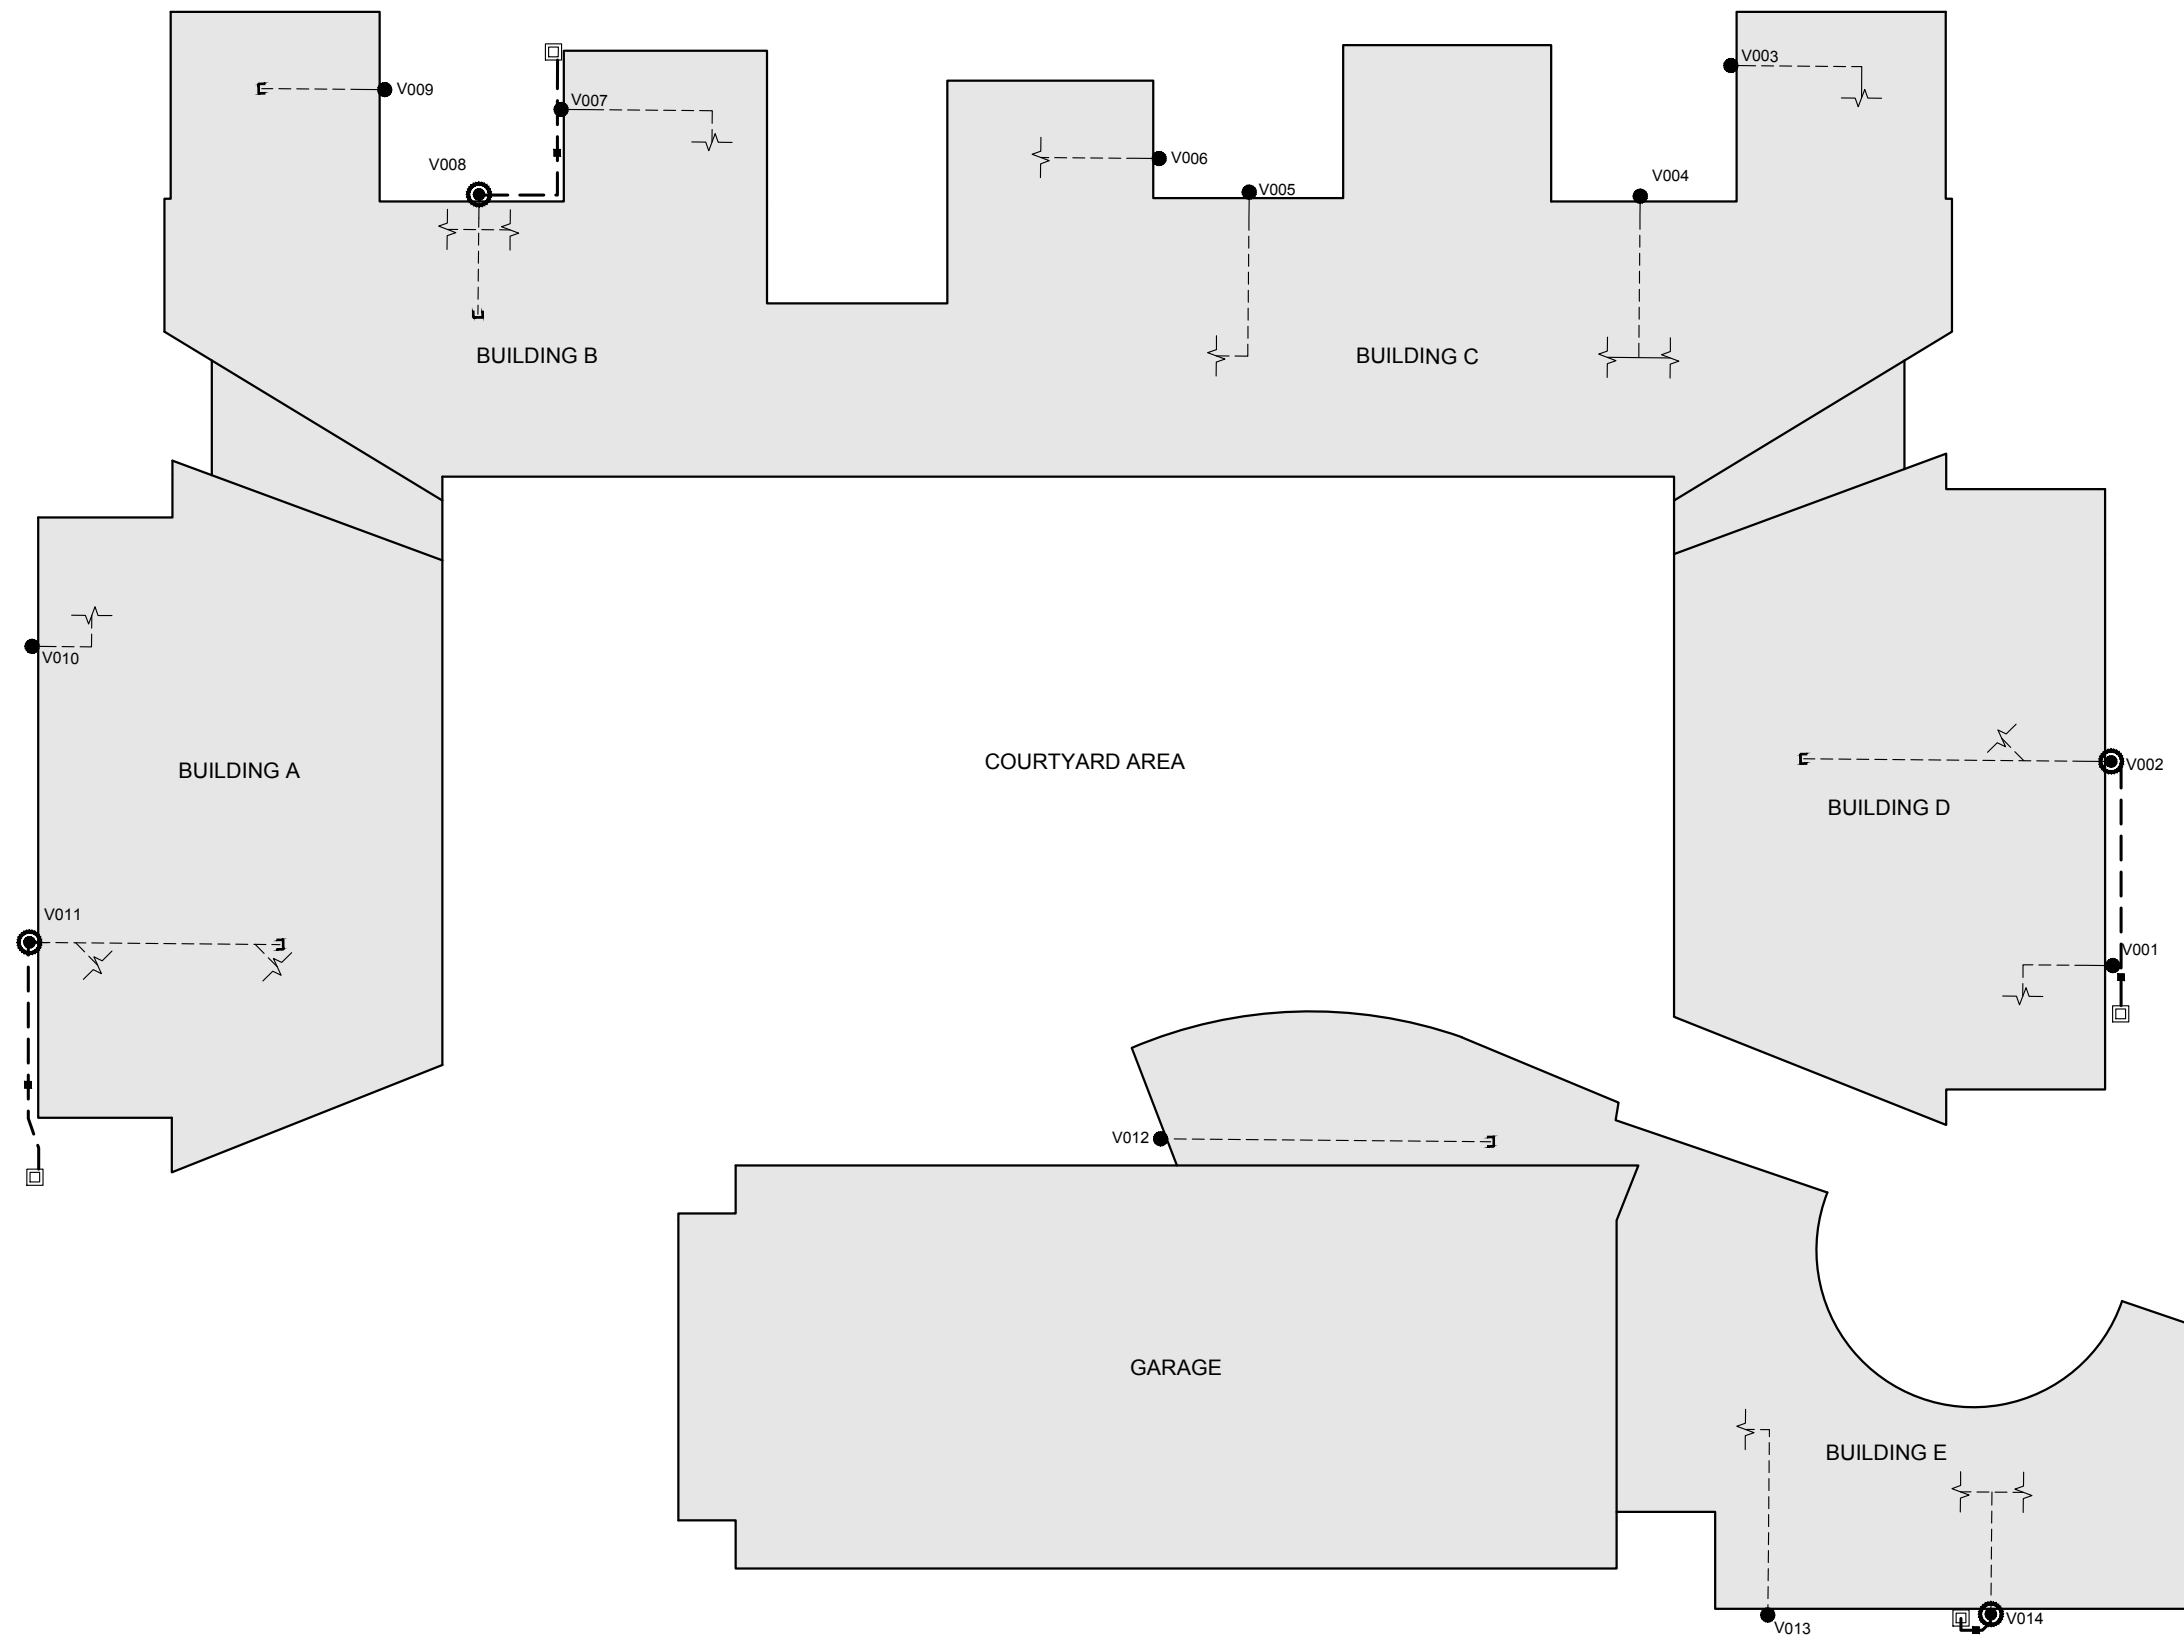 V003
V009
V007
V006
V008
V004
V005
BUILDING B
BUILDING C
V010
COURTYARD AREA
V002
BUILDING A
BUILDING D
V011
V001
V012
GARAGE
BUILDING E
V014
V013